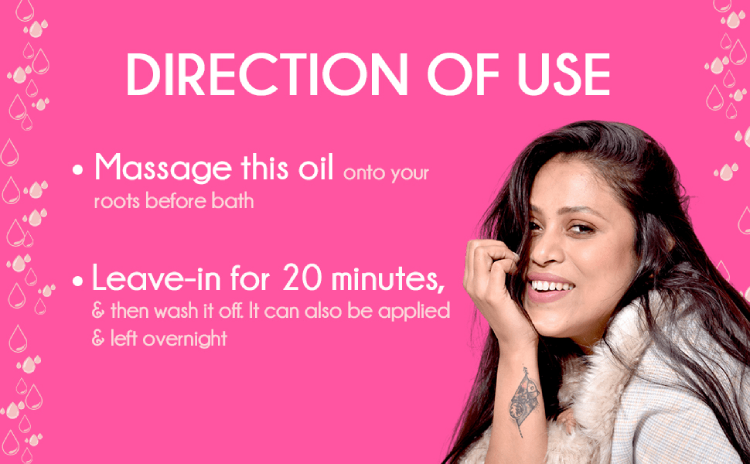 DIRECTION OF USE
• Massage this oil onto your
roots before bath
• Leave-in for 20 minutes,
& then wash it off. It can also be applied
& left overnight